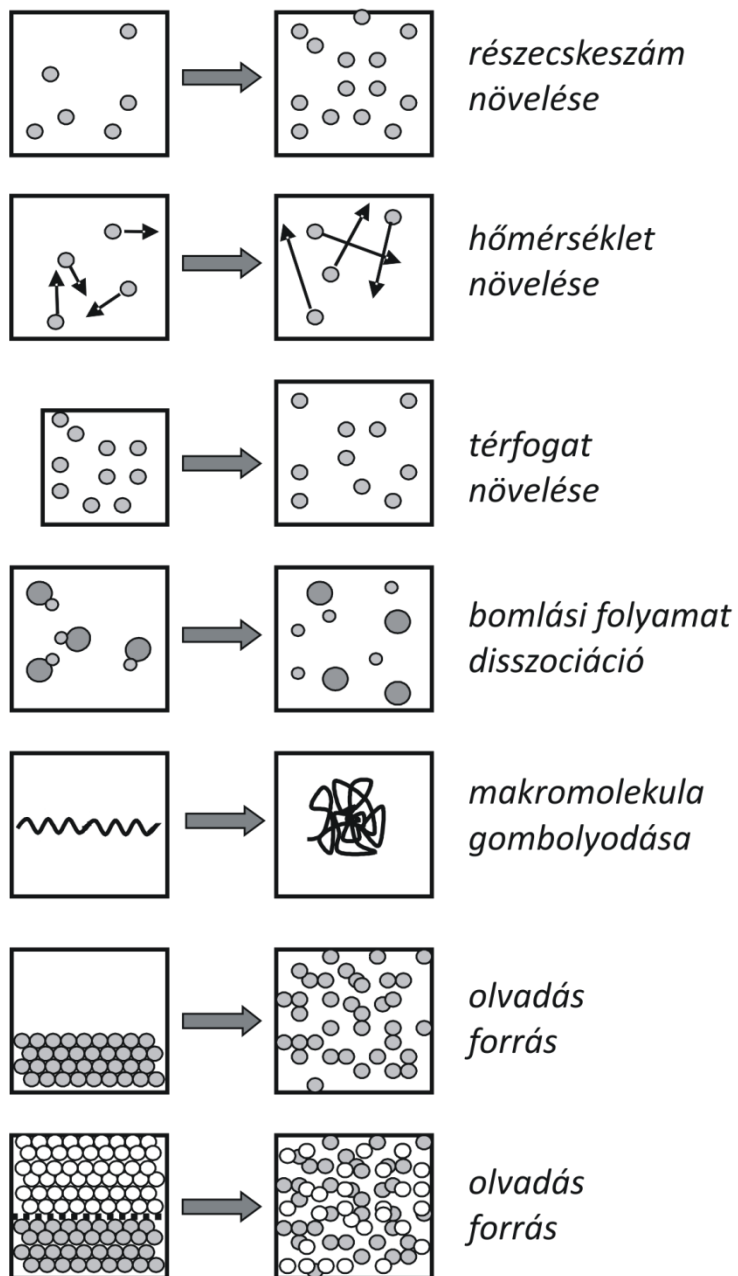 részecskeszám
növelése
hőmérséklet
növelése
térfogat
növelése
bomlási folyamat
disszociáció
makromolekula
gombolyodása
olvadás
forrás
olvadás
forrás